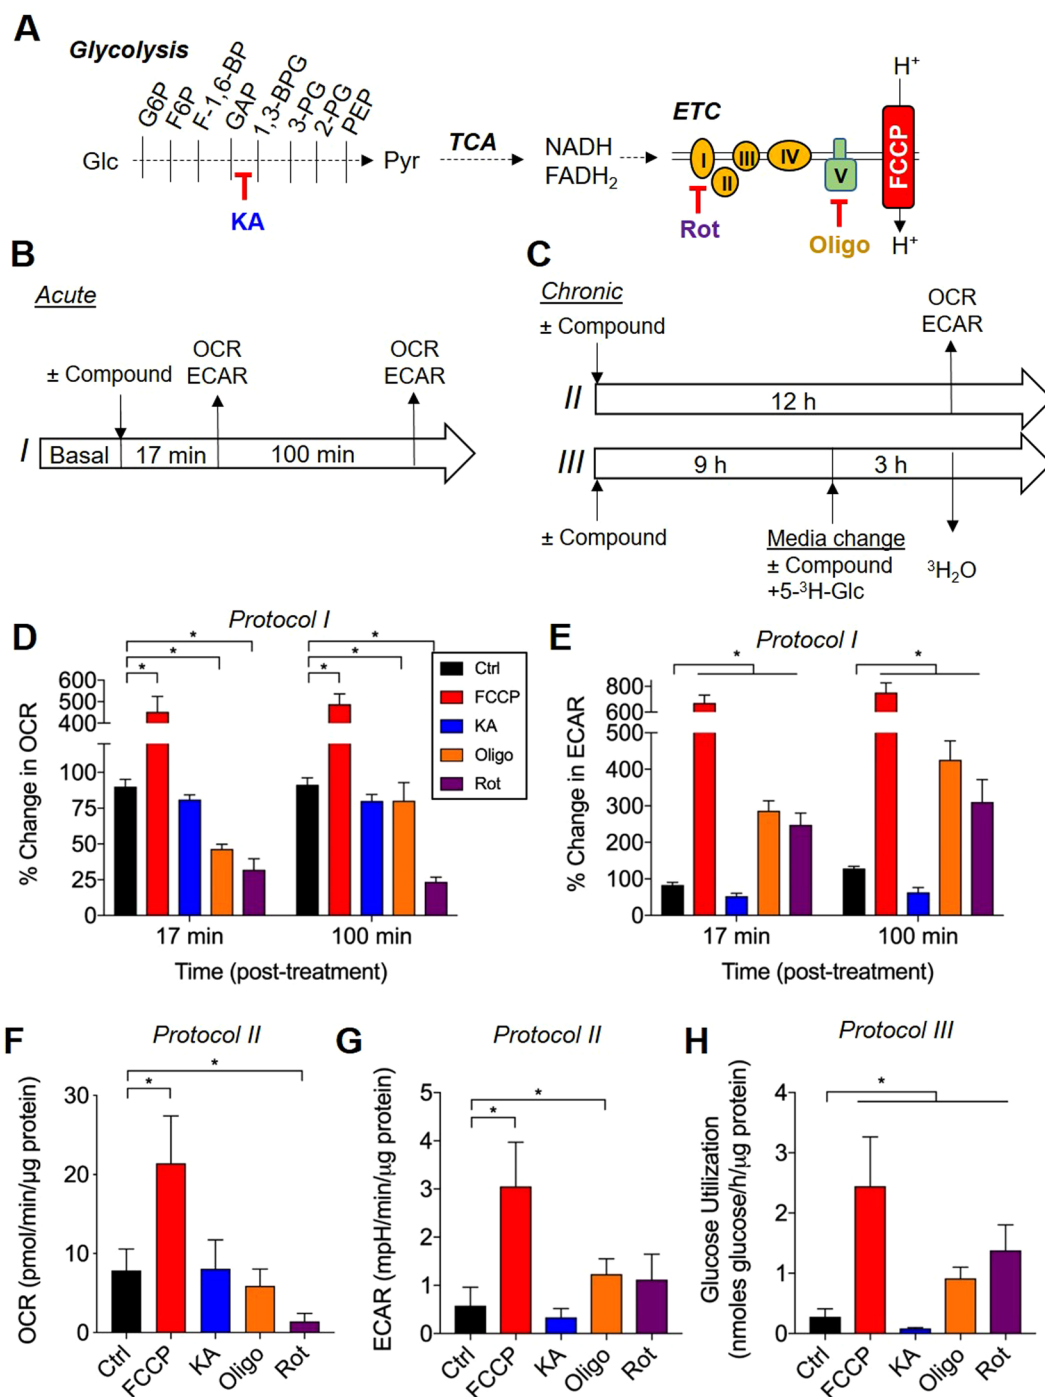 A
Glycolysis
G6P
F6P
F-1,6-BP
GAP
1,3-BPG
3-PG
2-PG
PEP
Glc
Pyr
KA
TCA
NADH
FADH₂
ETC
I
II
III
IV
V
Rot
Oligo
H⁺
FCCP
H⁺
B
Acute
± Compound
OCR
ECAR
OCR
ECAR
I
Basal
17 min
100 min
C
Chronic
± Compound
OCR
ECAR
II
12 h
III
9 h
3 h
± Compound
Media change
± Compound
+5-³H-Glc
³H₂O
D
Protocol I
*
*
*
*
*
*
% Change in OCR
600
500
400
100
75
50
25
0
17 min
100 min
Time (post-treatment)
Ctrl
FCCP
KA
Oligo
Rot
E
Protocol I
*
*
% Change in ECAR
800
600
500
400
300
200
100
0
17 min
100 min
Time (post-treatment)
F
Protocol II
*
*
OCR (pmol/min/µg protein)
30
20
10
0
Ctrl
FCCP
KA
Oligo
Rot
G
Protocol II
*
*
ECAR (mpH/min/µg protein)
5
4
3
2
1
0
Ctrl
FCCP
KA
Oligo
Rot
H
Protocol III
*
Glucose Utilization
(nmoles glucose/h/µg protein)
4
3
2
1
0
Ctrl
FCCP
KA
Oligo
Rot